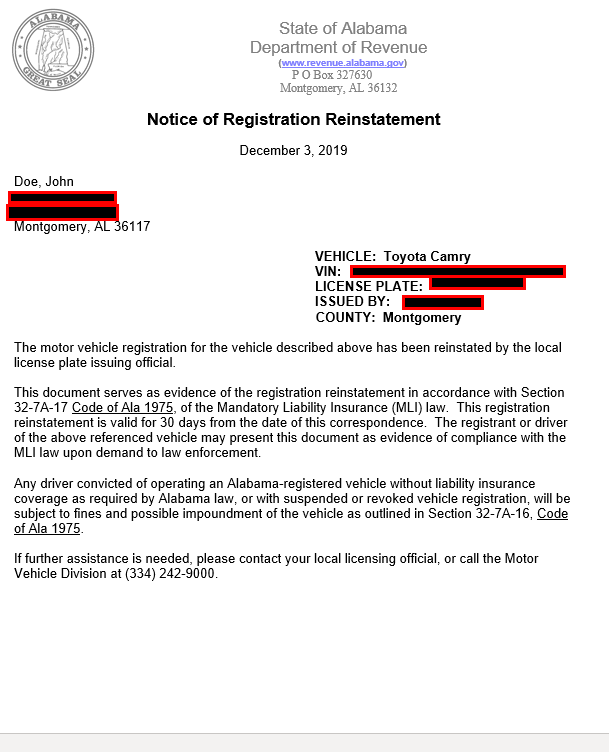 ALABAMA
GREAT SEAL
State of Alabama
Department of Revenue
(www.revenue.alabama.gov)
P O Box 327630
Montgomery, AL 36132
Notice of Registration Reinstatement
December 3, 2019
Doe, John
Montgomery, AL 36117
VEHICLE:  Toyota Camry
VIN:
LICENSE PLATE:
ISSUED BY:
COUNTY:  Montgomery
The motor vehicle registration for the vehicle described above has been reinstated by the local
license plate issuing official.
This document serves as evidence of the registration reinstatement in accordance with Section
32-7A-17 Code of Ala 1975, of the Mandatory Liability Insurance (MLI) law.  This registration
reinstatement is valid for 30 days from the date of this correspondence.  The registrant or driver
of the above referenced vehicle may present this document as evidence of compliance with the
MLI law upon demand to law enforcement.
Any driver convicted of operating an Alabama-registered vehicle without liability insurance
coverage as required by Alabama law, or with suspended or revoked vehicle registration, will be
subject to fines and possible impoundment of the vehicle as outlined in Section 32-7A-16, Code
of Ala 1975.
If further assistance is needed, please contact your local licensing official, or call the Motor
Vehicle Division at (334) 242-9000.